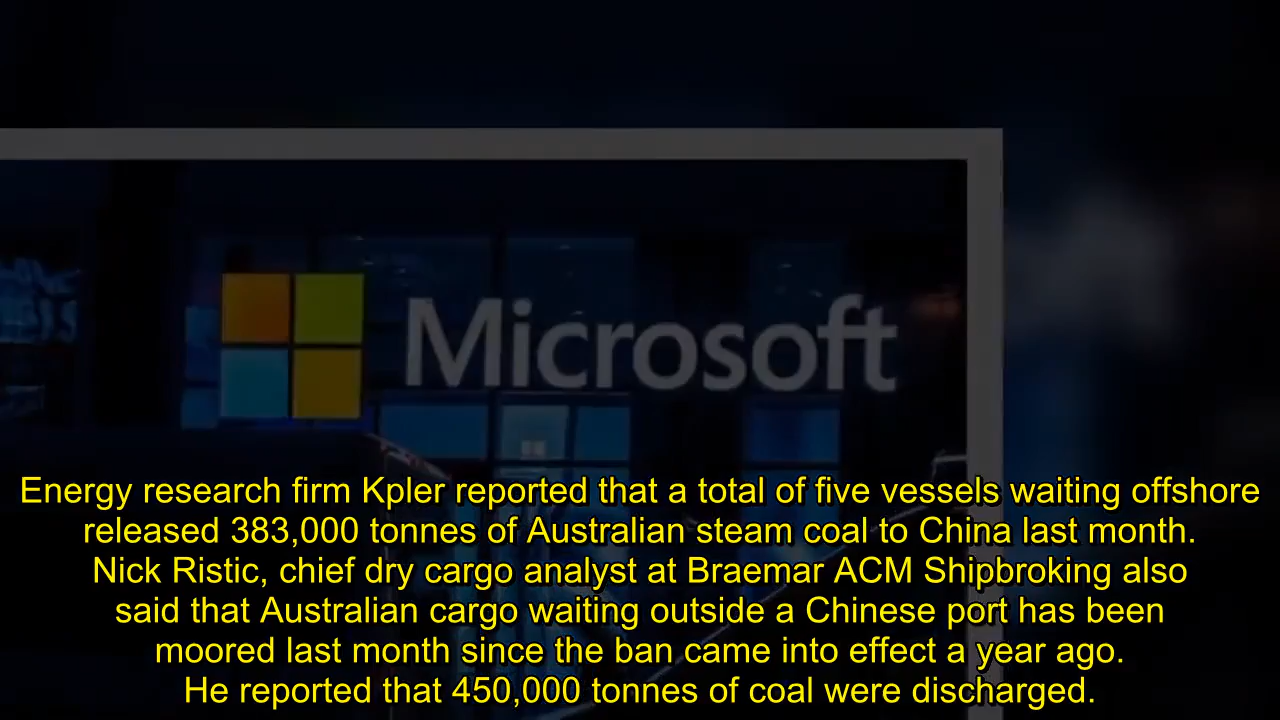 Microsoft
Energy research firm Kpler reported that a total of five vessels waiting offshore
released 383,000 tonnes of Australian steam coal to China last month.
Nick Ristic, chief dry cargo analyst at Braemar ACM Shipbroking also
said that Australian cargo waiting outside a Chinese port has been
moored last month since the ban came into effect a year ago.
He reported that 450,000 tonnes of coal were discharged.